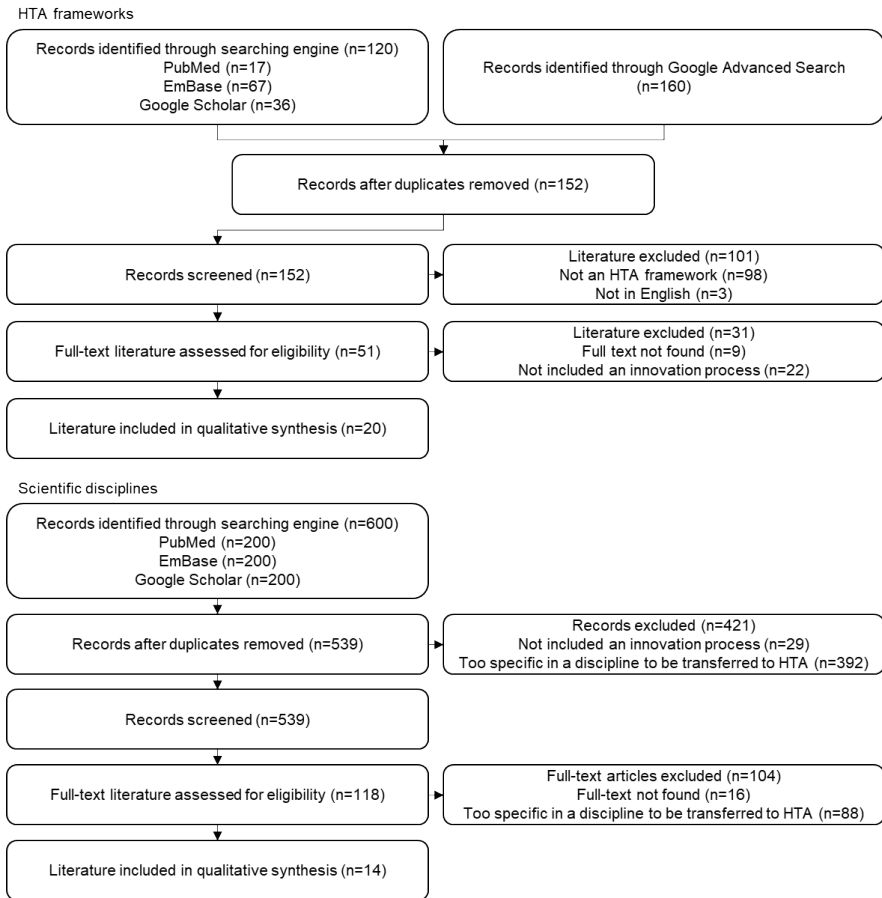 HTA frameworks
Records identified through searching engine (n=120)
PubMed (n=17)
EmBase (n=67)
Google Scholar (n=36)
Records identified through Google Advanced Search
(n=160)
Records after duplicates removed (n=152)
Records screened (n=152)
Literature excluded (n=101)
Not an HTA framework (n=98)
Not in English (n=3)
Full-text literature assessed for eligibility (n=51)
Literature excluded (n=31)
Full text not found (n=9)
Not included an innovation process (n=22)
Literature included in qualitative synthesis (n=20)
Scientific disciplines
Records identified through searching engine (n=600)
PubMed (n=200)
EmBase (n=200)
Google Scholar (n=200)
Records after duplicates removed (n=539)
Records excluded (n=421)
Not included an innovation process (n=29)
Too specific in a discipline to be transferred to HTA (n=392)
Records screened (n=539)
Full-text literature assessed for eligibility (n=118)
Full-text articles excluded (n=104)
Full-text not found (n=16)
Too specific in a discipline to be transferred to HTA (n=88)
Literature included in qualitative synthesis (n=14)